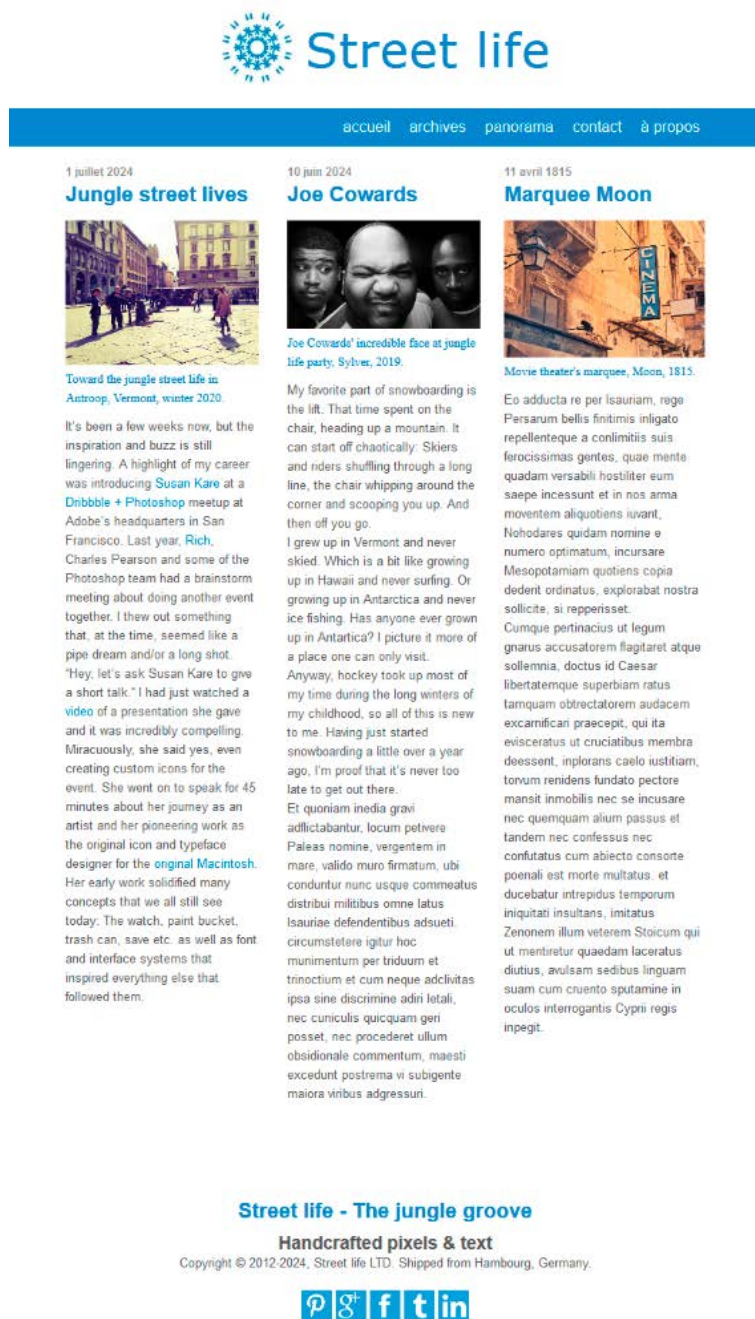 Street life
accueil archives panorama contact à propos
1 juillet 2024
Jungle street lives
Toward the jungle street life in
Antroop, Vermont, winter 2020.
It's been a few weeks now, but the
inspiration and buzz is still
lingering. A highlight of my career
was introducing Susan Kare at a
Dribbble + Photoshop meetup at
Adobe's headquarters in San
Francisco. Last year, Rich,
Charles Pearson and some of the
Photoshop team had a brainstorm
meeting about doing another event
together. I thew out something
that, at the time, seemed like a
pipe dream and/or a long shot.
"Hey, let's ask Susan Kare to give
a short talk." I had just watched a
video of a presentation she gave
and it was incredibly compelling.
Miracuously, she said yes, even
creating custom icons for the
event. She went on to speak for 45
minutes about her journey as an
artist and her pioneering work as
the original icon and typeface
designer for the original Macintosh.
Her early work solidified many
concepts that we all still see
today: The watch, paint bucket,
trash can, save etc. as well as font
and interface systems that
inspired everything else that
followed them.
10 juin 2024
Joe Cowards
Joe Cowards' incredible face at jungle
life party, Sylver, 2019.
My favorite part of snowboarding is
the lift. That time spent on the
chair, heading up a mountain. It
can start off chaotically: Skiers
and riders shuffling through a long
line, the chair whipping around the
corner and scooping you up. And
then off you go.
I grew up in Vermont and never
skied. Which is a bit like growing
up in Hawaii and never surfing. Or
growing up in Antarctica and never
ice fishing. Has anyone ever grown
up in Antartica? I picture it more of
a place one can only visit.
Anyway, hockey took up most of
my time during the long winters of
my childhood, so all of this is new
to me. Having just started
snowboarding a little over a year
ago, I'm proof that it's never too
late to get out there.
Et quoniam inedia gravi
adflictabantur, locum petivere
Paleas nomine, vergentem in
mare, valido muro firmatum, ubi
conduntur nunc usque commeatus
distribui militibus omne latus
Isauriae defendentibus adsueti.
circumstetere igitur hoc
munimentum per triduum et
trinoctium et cum neque adclivitas
ipsa sine discrimine adiri letali,
nec cuniculis quicquam geri
posset, nec procederet ullum
obsidionale commentum, maesti
excedunt postrema vi subigente
maiora viribus adgressuri.
11 avril 1815
Marquee Moon
CINEMA
Movie theater's marquee, Moon, 1815.
Eo adducta re per Isauriam, rege
Persarum bellis finitimis inligato
repellenteque a conlimitiis suis
ferocissimas gentes, quae mente
quadam versabili hostiliter eum
saepe incessunt et in nos arma
moventem aliquotiens iuvant,
Nohodares quidam nomine e
numero optimatum, incursare
Mesopotamiam quotiens copia
dederit ordinatus, explorabat nostra
sollicite, si repperisset.
Cumque pertinacius ut legum
gnarus accusatorem flagitaret atque
sollemnia, doctus id Caesar
libertatemque superbiam ratus
tamquam obtrectatorem audacem
excarnificari praecepit, qui ita
evisceratus ut cruciatibus membra
deessent, inplorans caelo iustitiam,
torvum renidens fundato pectore
mansit inmobilis nec se incusare
nec quemquam alium passus et
tandem nec confessus nec
confutatus cum abiecto consorte
poenali est morte multatus. et
ducebatur intrepidus temporum
iniquitati insultans, imitatus
Zenonem illum veterem Stoicum qui
ut mentiretur quaedam laceratus
diutius, avulsam sedibus linguam
suam cum cruento sputamine in
oculos interrogantis Cyprii regis
inpegit.
Street life - The jungle groove
Handcrafted pixels & text
Copyright © 2012-2024, Street life LTD. Shipped from Hambourg, Germany.
g+ f t in